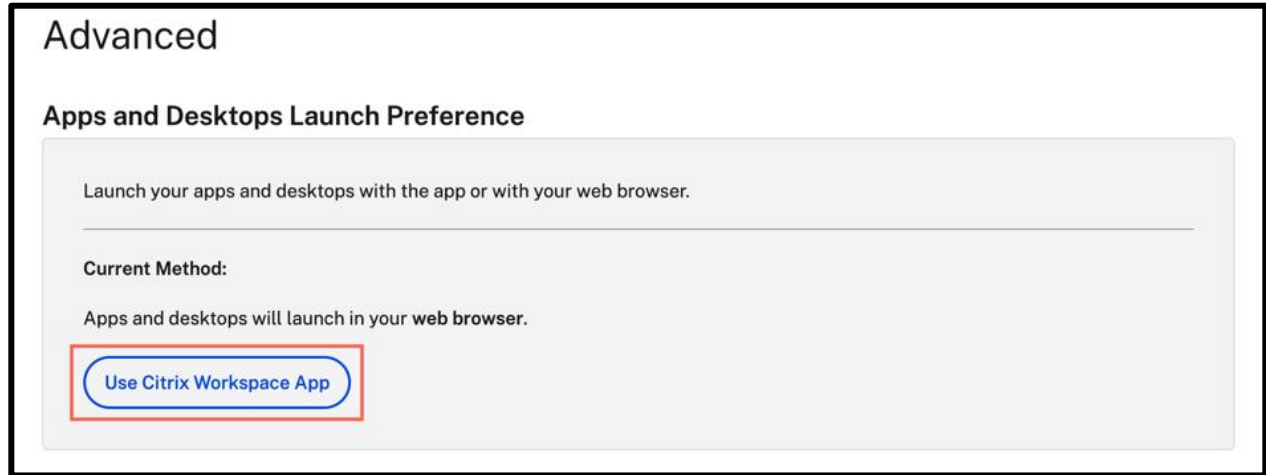 Advanced
Apps and Desktops Launch Preference
Launch your apps and desktops with the app or with your web browser.
Current Method:
Apps and desktops will launch in your web browser.
Use Citrix Workspace App